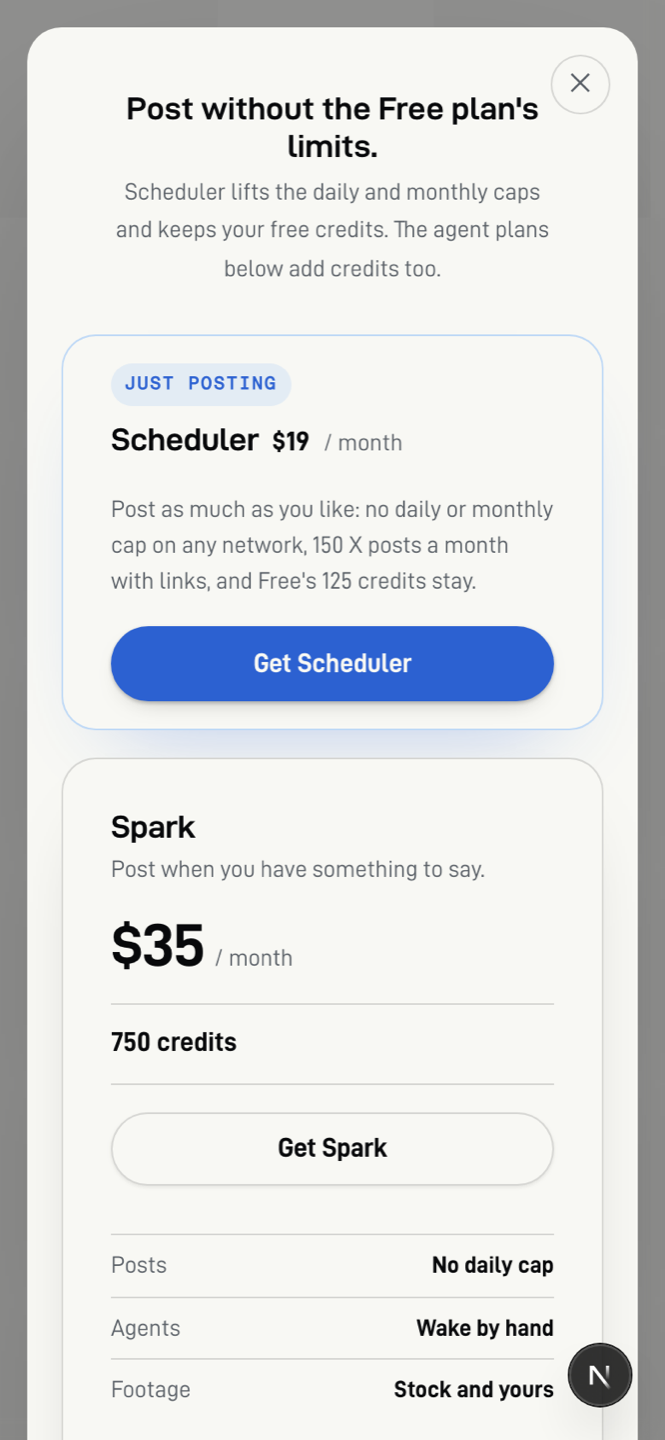 Post without the Free plan's
limits.
Scheduler lifts the daily and monthly caps
and keeps your free credits. The agent plans
below add credits too.
JUST POSTING
Scheduler $19 / month
Post as much as you like: no daily or monthly
cap on any network, 150 X posts a month
with links, and Free's 125 credits stay.
Get Scheduler
Spark
Post when you have something to say.
$35 / month
750 credits
Get Spark
Posts No daily cap
Agents Wake by hand
Footage Stock and yours
N